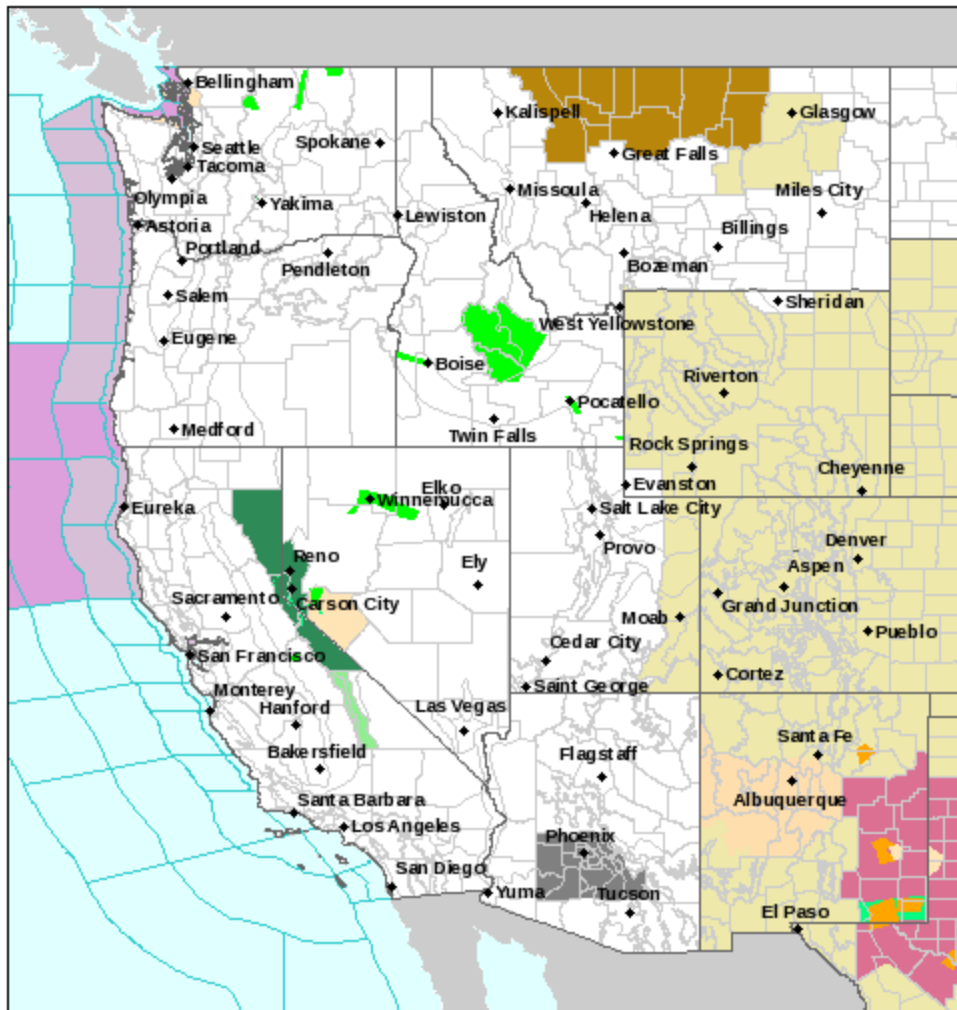 Bellingham
Kalispell
Glasgow
Seattle
Spokane
Great Falls
Tacoma
Olympia
Yakima
Missoula
Miles City
Helena
Lewiston
Astoria
Billings
Portland
Pendleton
Bozeman
Salem
Sheridan
West Yellowstone
Eugene
Boise
Riverton
Pocatello
Medford
Twin Falls
Rock Springs
Cheyenne
Evanston
Elko
Winnemucca
Eureka
Salt Lake City
Denver
Provo
Reno
Ely
Aspen
Sacramento
Carson City
Grand Junction
Moab
Pueblo
San Francisco
Cedar City
Cortez
Saint George
Monterey
Hanford
Las Vegas
Santa Fe
Bakersfield
Flagstaff
Albuquerque
Santa Barbara
Los Angeles
Phoenix
San Diego
Yuma
Tucson
El Paso